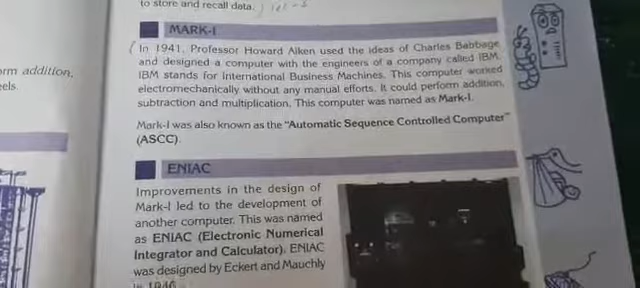 to store and recall data.
MARK-I
In 1941, Professor Howard Aiken used the ideas of Charles Babbage
and designed a computer with the engineers of a company called IBM.
IBM stands for International Business Machines. This computer worked
electromechanically without any manual efforts. It could perform addition,
subtraction and multiplication. This computer was named as Mark-I.
Mark-I was also known as the "Automatic Sequence Controlled Computer"
(ASCC).
ENIAC
Improvements in the design of
Mark-I led to the development of
another computer. This was named
as ENIAC (Electronic Numerical
Integrator and Calculator). ENIAC
was designed by Eckert and Mauchly
in 1946
addition,